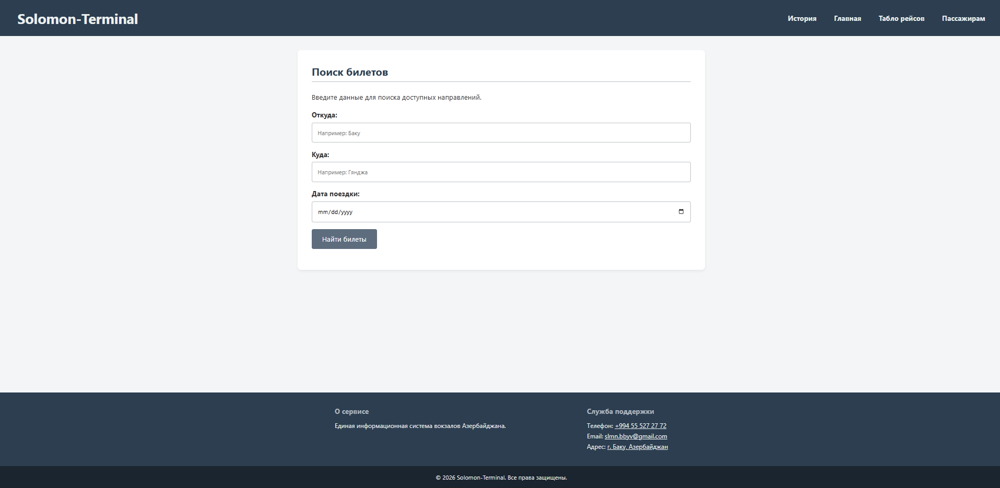 Solomon-Terminal
История Главная Табло рейсов Пассажирам
Поиск билетов
Введите данные для поиска доступных направлений.
Откуда:
Например: Баку
Куда:
Например: Гянджа
Дата поездки:
mm/dd/yyyy
Найти билеты
О сервисе
Единая информационная система вокзалов Азербайджана.
Служба поддержки
Телефон: +994 55 527 27 72
Email: slmn.bbyv@gmail.com
Адрес: г. Баку, Азербайджан
© 2026 Solomon-Terminal. Все права защищены.